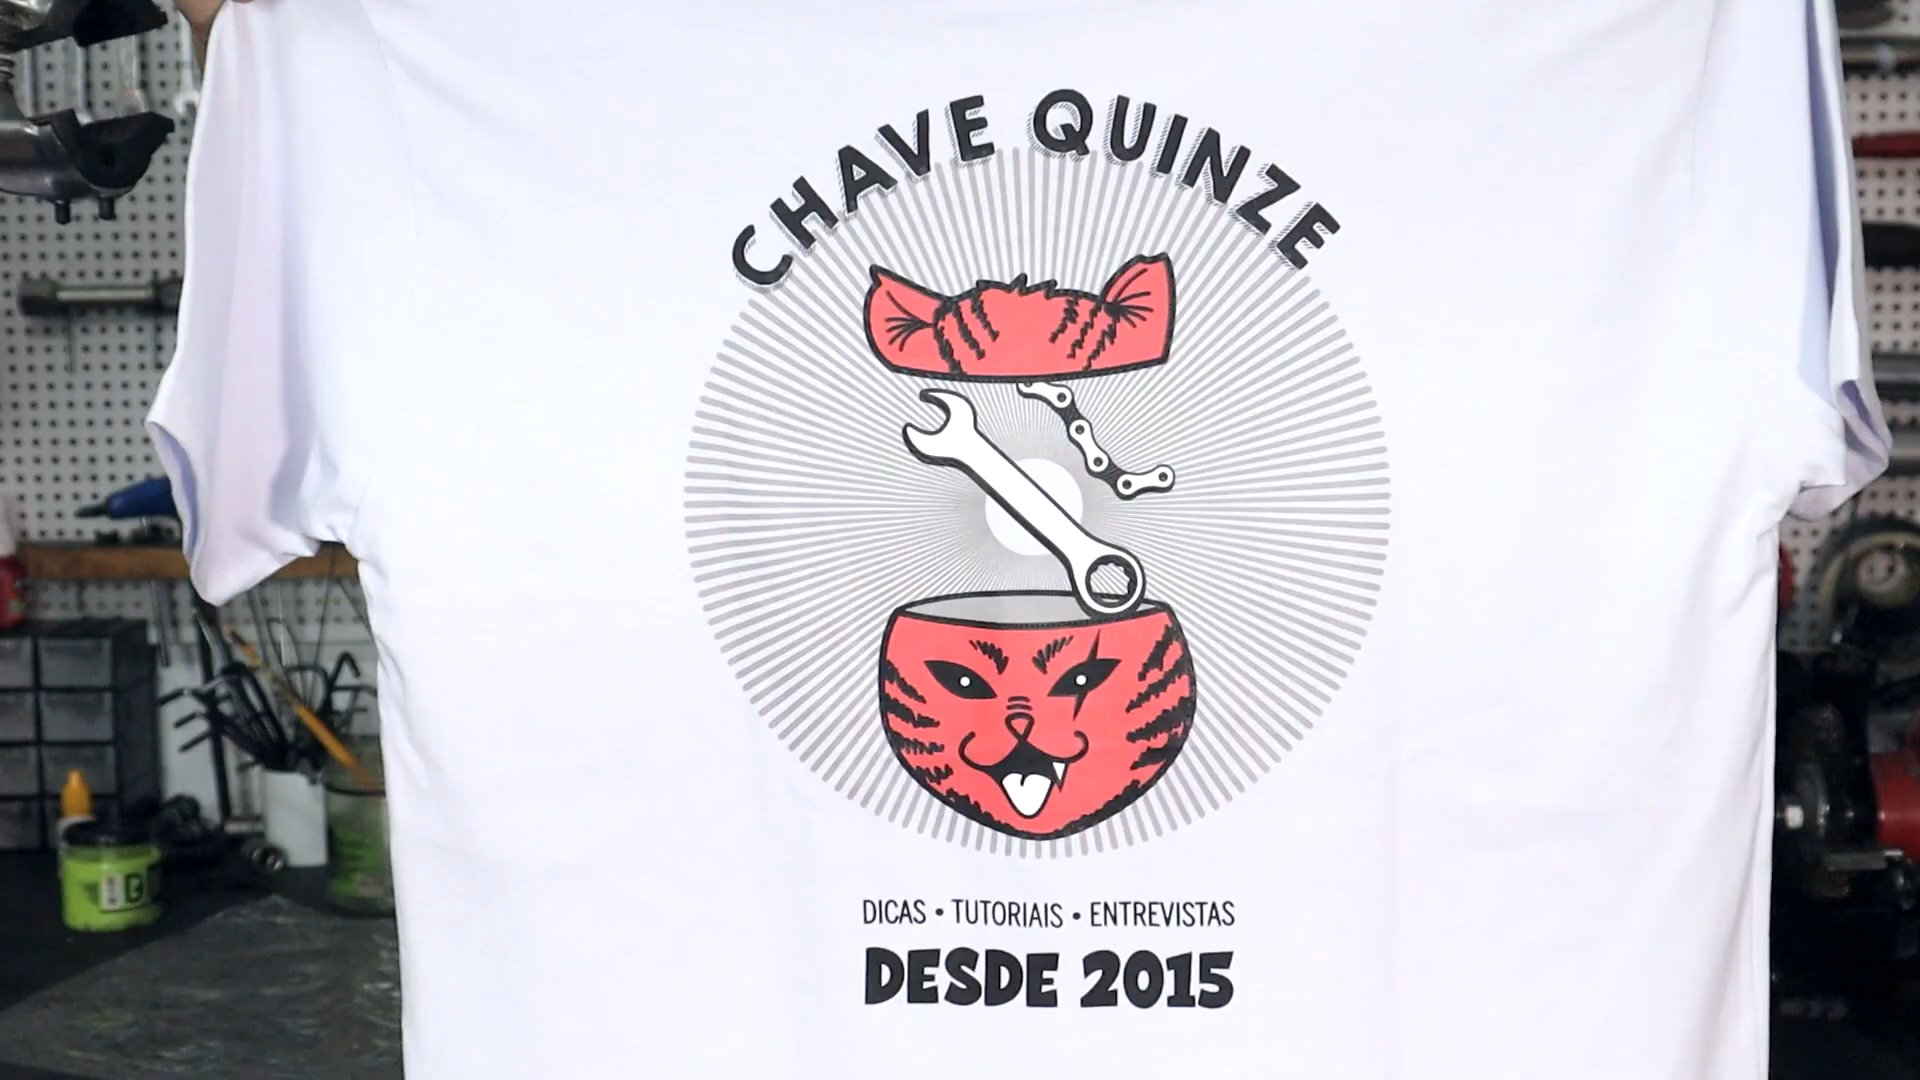 CHAVE QUINZE
DICAS • TUTORIAIS • ENTREVISTAS
DESDE 2015